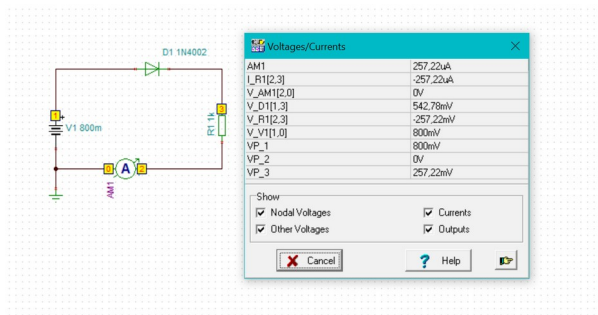 D1 1N4002
1
+
V1 800m
3
R1 1k
0
A
2
AM1
Voltages/Currents
AM1 257,22uA
I_R1[2,3] -257,22uA
V_AM1[2,0] 0V
V_D1[1,3] 542,78mV
V_R1[2,3] -257,22mV
V_V1[1,0] 800mV
VP_1 800mV
VP_2 0V
VP_3 257,22mV
Show
Nodal Voltages Currents
Other Voltages Outputs
Cancel ? Help